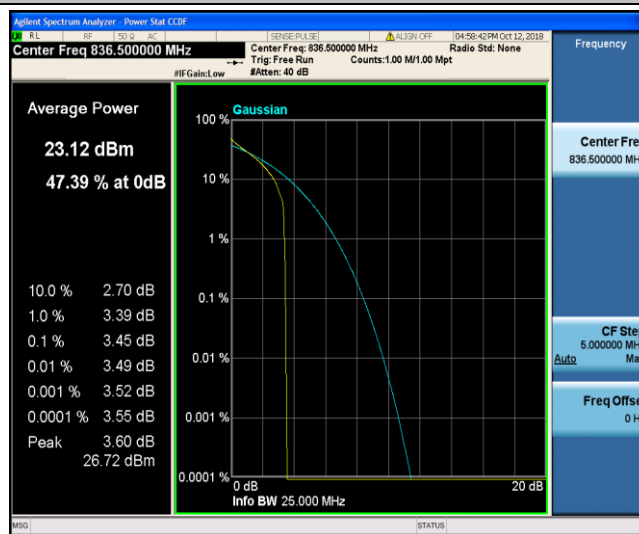 Agilent Spectrum Analyzer - Power Stat CCDF
RL RF 50 Ω AC SENSE:PULSE ALIGN OFF 04:58:42 PM Oct 12, 2018
Center Freq 836.500000 MHz
Center Freq: 836.500000 MHz Radio Std: None
Trig: Free Run Counts:1.00 M/1.00 Mpt
#IFGain:Low #Atten: 40 dB
Frequency
Average Power
23.12 dBm
47.39 % at 0dB
10.0 % 2.70 dB
1.0 % 3.39 dB
0.1 % 3.45 dB
0.01 % 3.49 dB
0.001 % 3.52 dB
0.0001 % 3.55 dB
Peak 3.60 dB
26.72 dBm
Gaussian
100 %
10 %
1 %
0.1 %
0.01 %
0.001 %
0.0001 %
0 dB 20 dB
Info BW 25.000 MHz
Center Fre
836.500000 MH
CF Ste
5.000000 MH
Auto Ma
Freq Offse
0 H
MSG STATUS